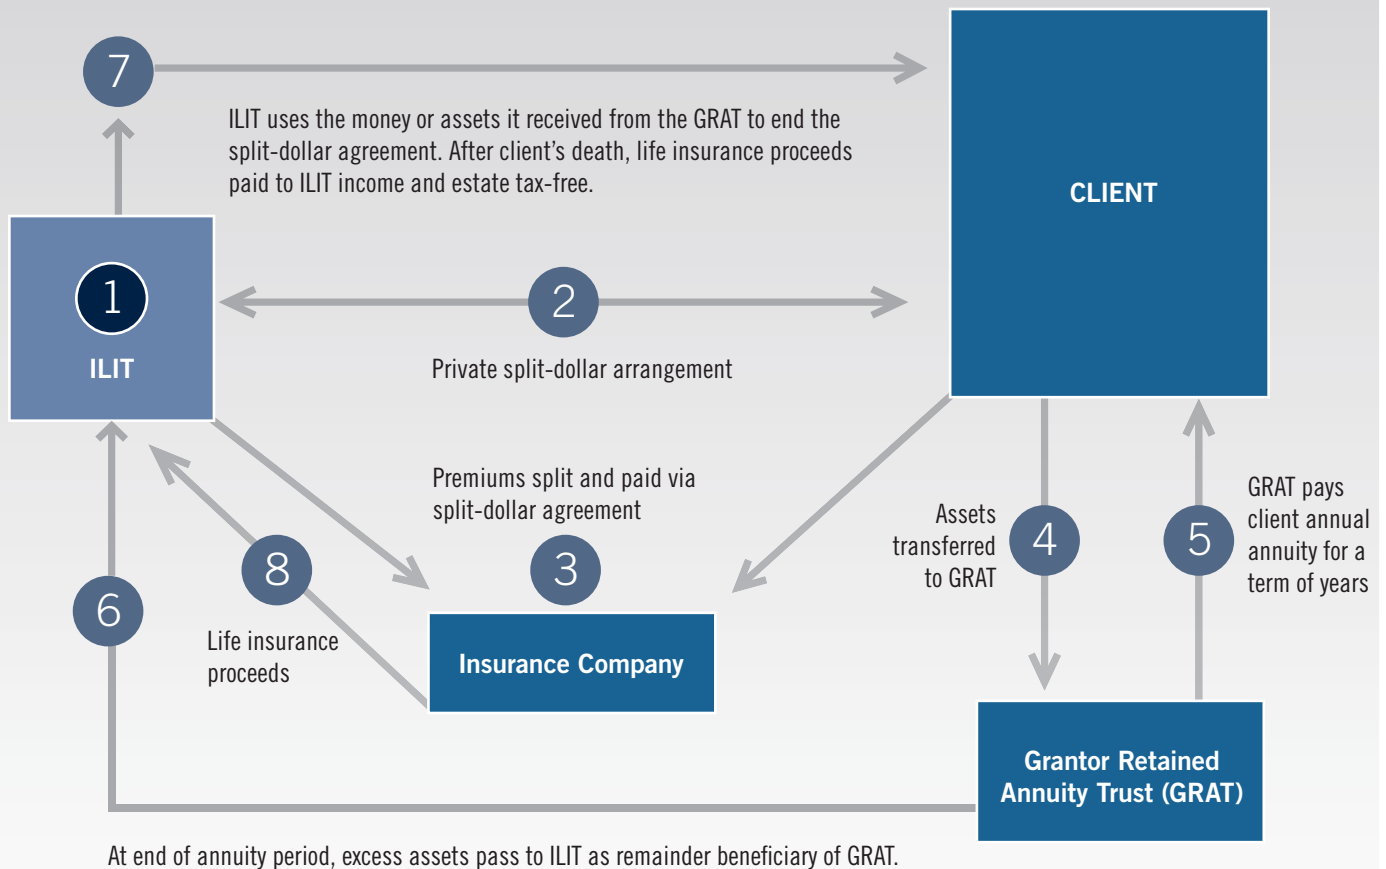 7
ILIT uses the money or assets it received from the GRAT to end the
split-dollar agreement. After client’s death, life insurance proceeds
paid to ILIT income and estate tax-free.
CLIENT
1
ILIT
2
Private split-dollar arrangement
Premiums split and paid via
split-dollar agreement
3
Insurance Company
8
Life insurance
proceeds
6
Assets
transferred
to GRAT
4
5
GRAT pays
client annual
annuity for a
term of years
Grantor Retained
Annuity Trust (GRAT)
At end of annuity period, excess assets pass to ILIT as remainder beneficiary of GRAT.